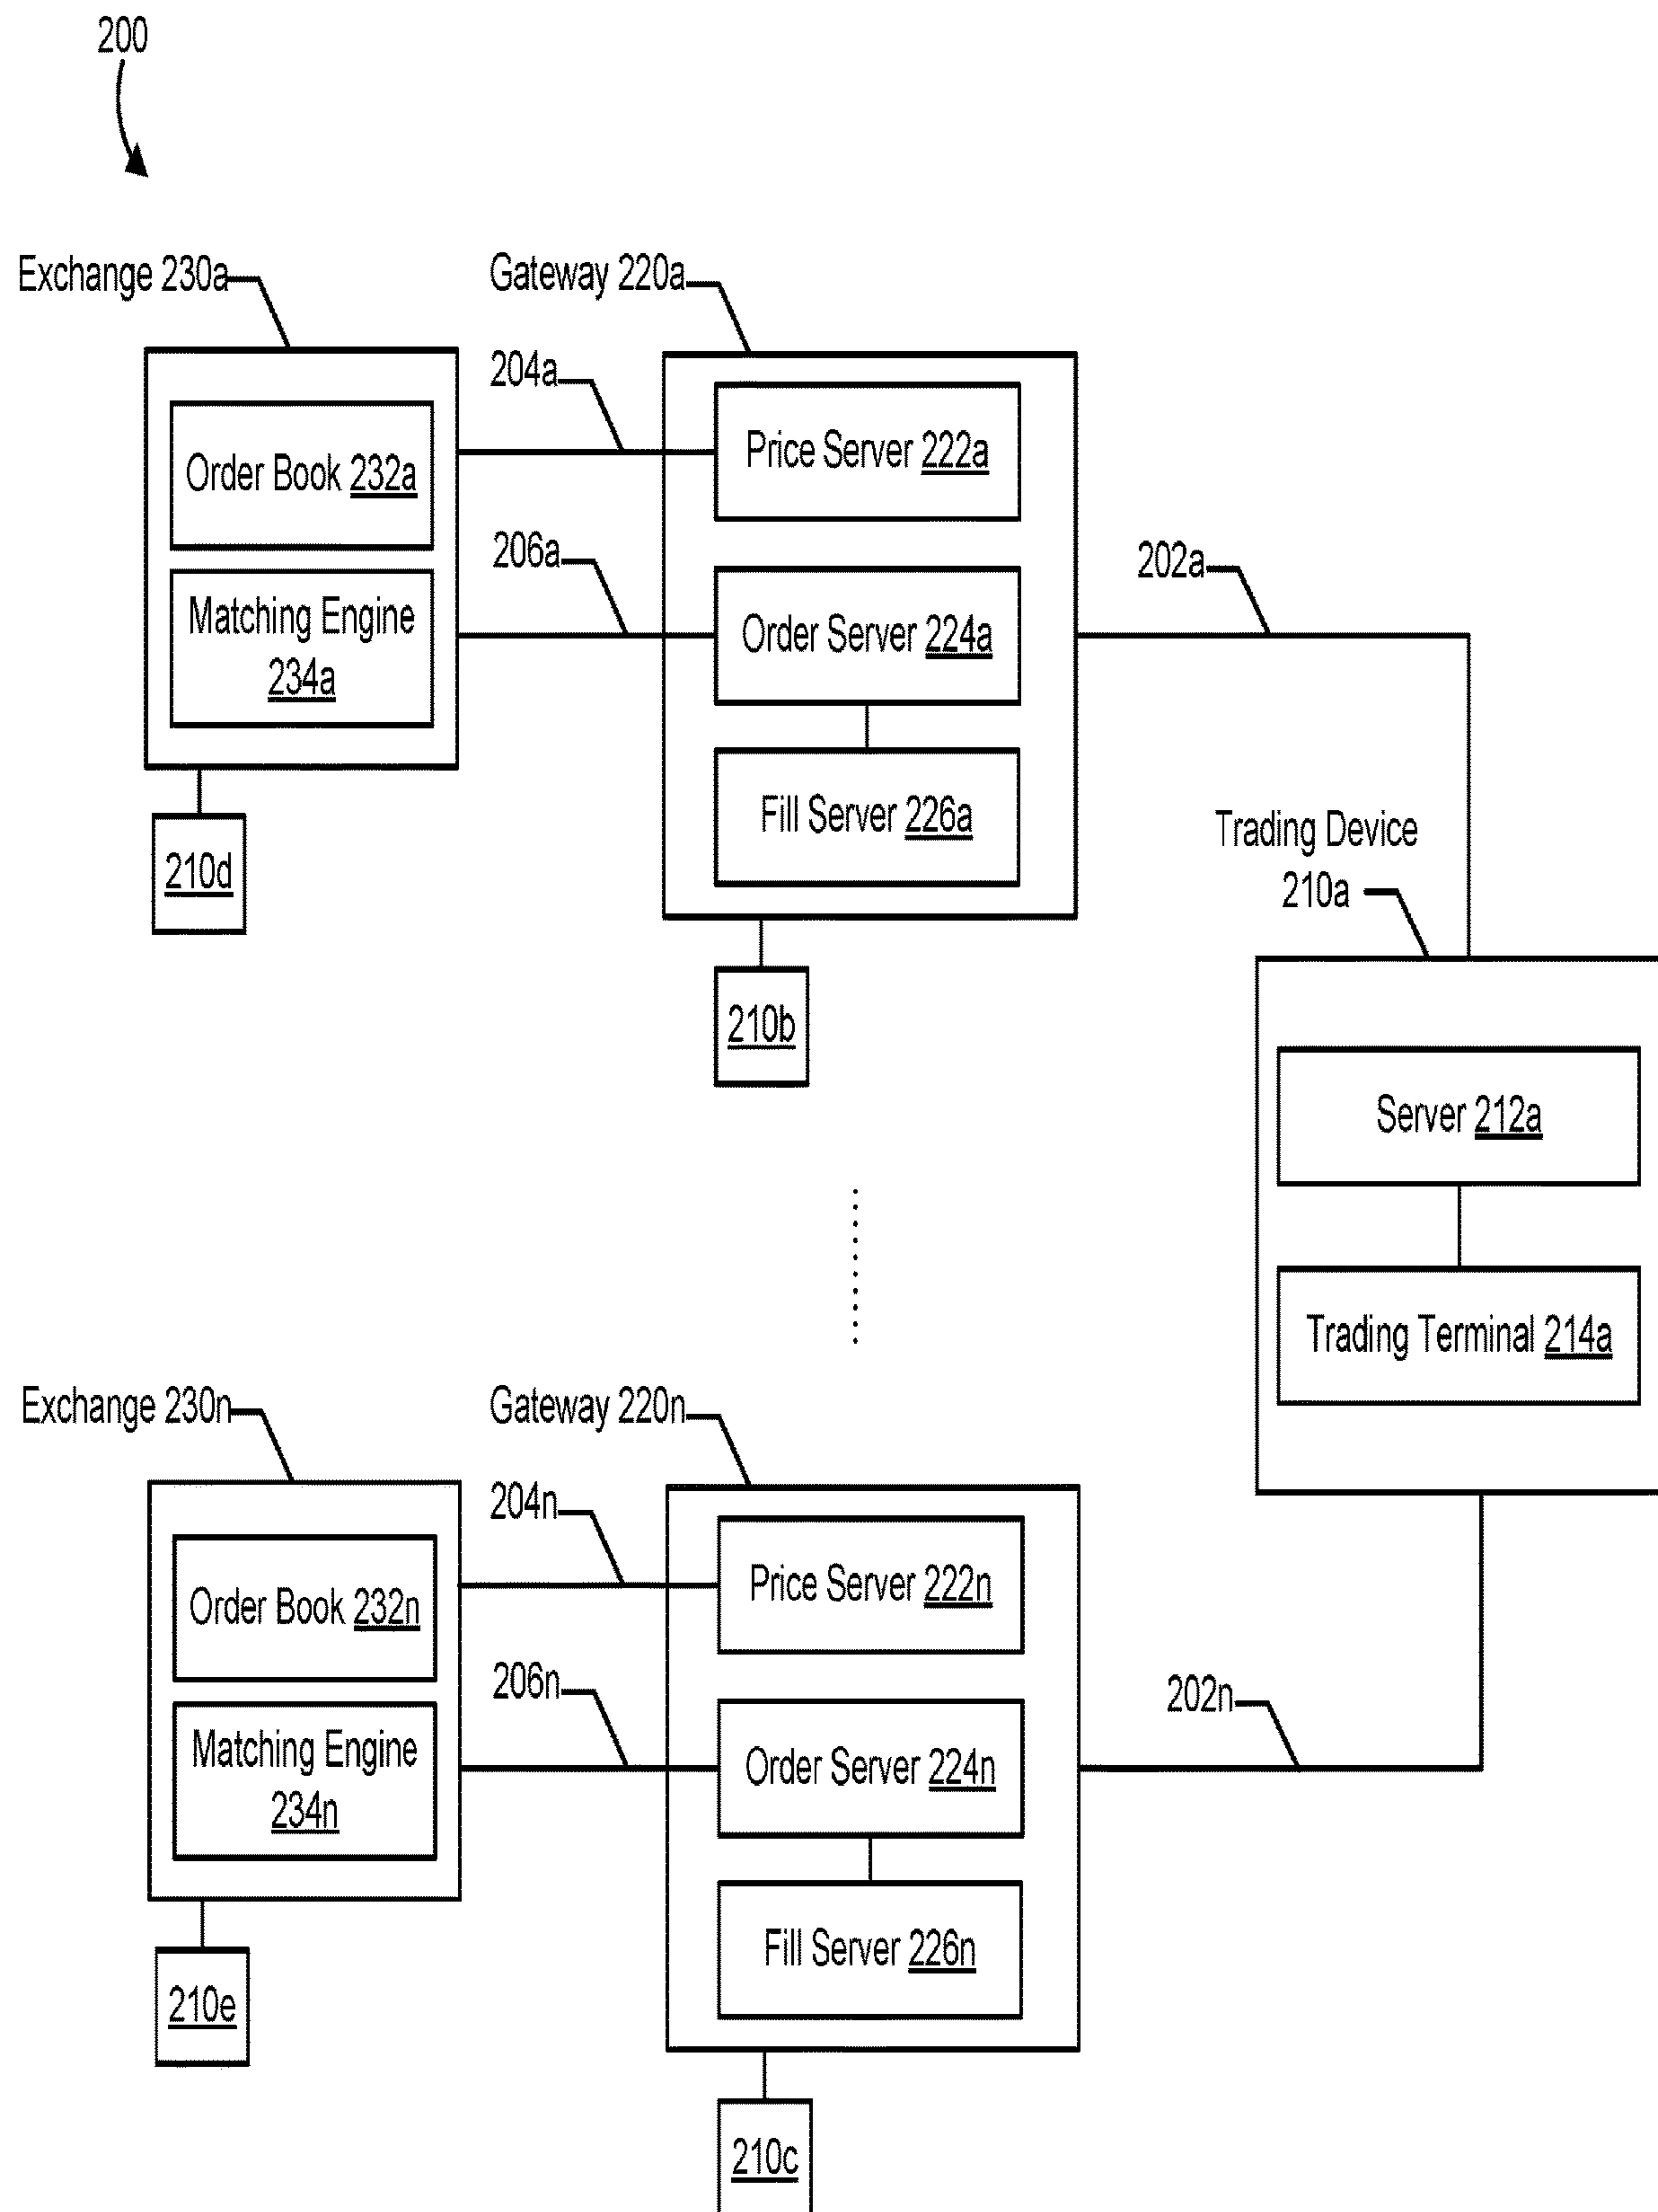 200
Exchange 230a
Gateway 220a
204a
Order Book 232a
Price Server 222a
206a
202a
Matching Engine
234a
Order Server 224a
Fill Server 226a
210d
Trading Device
210a
210b
Server 212a
Trading Terminal 214a
Exchange 230n
Gateway 220n
204n
Order Book 232n
Price Server 222n
206n
202n
Matching Engine
234n
Order Server 224n
Fill Server 226n
210e
210c